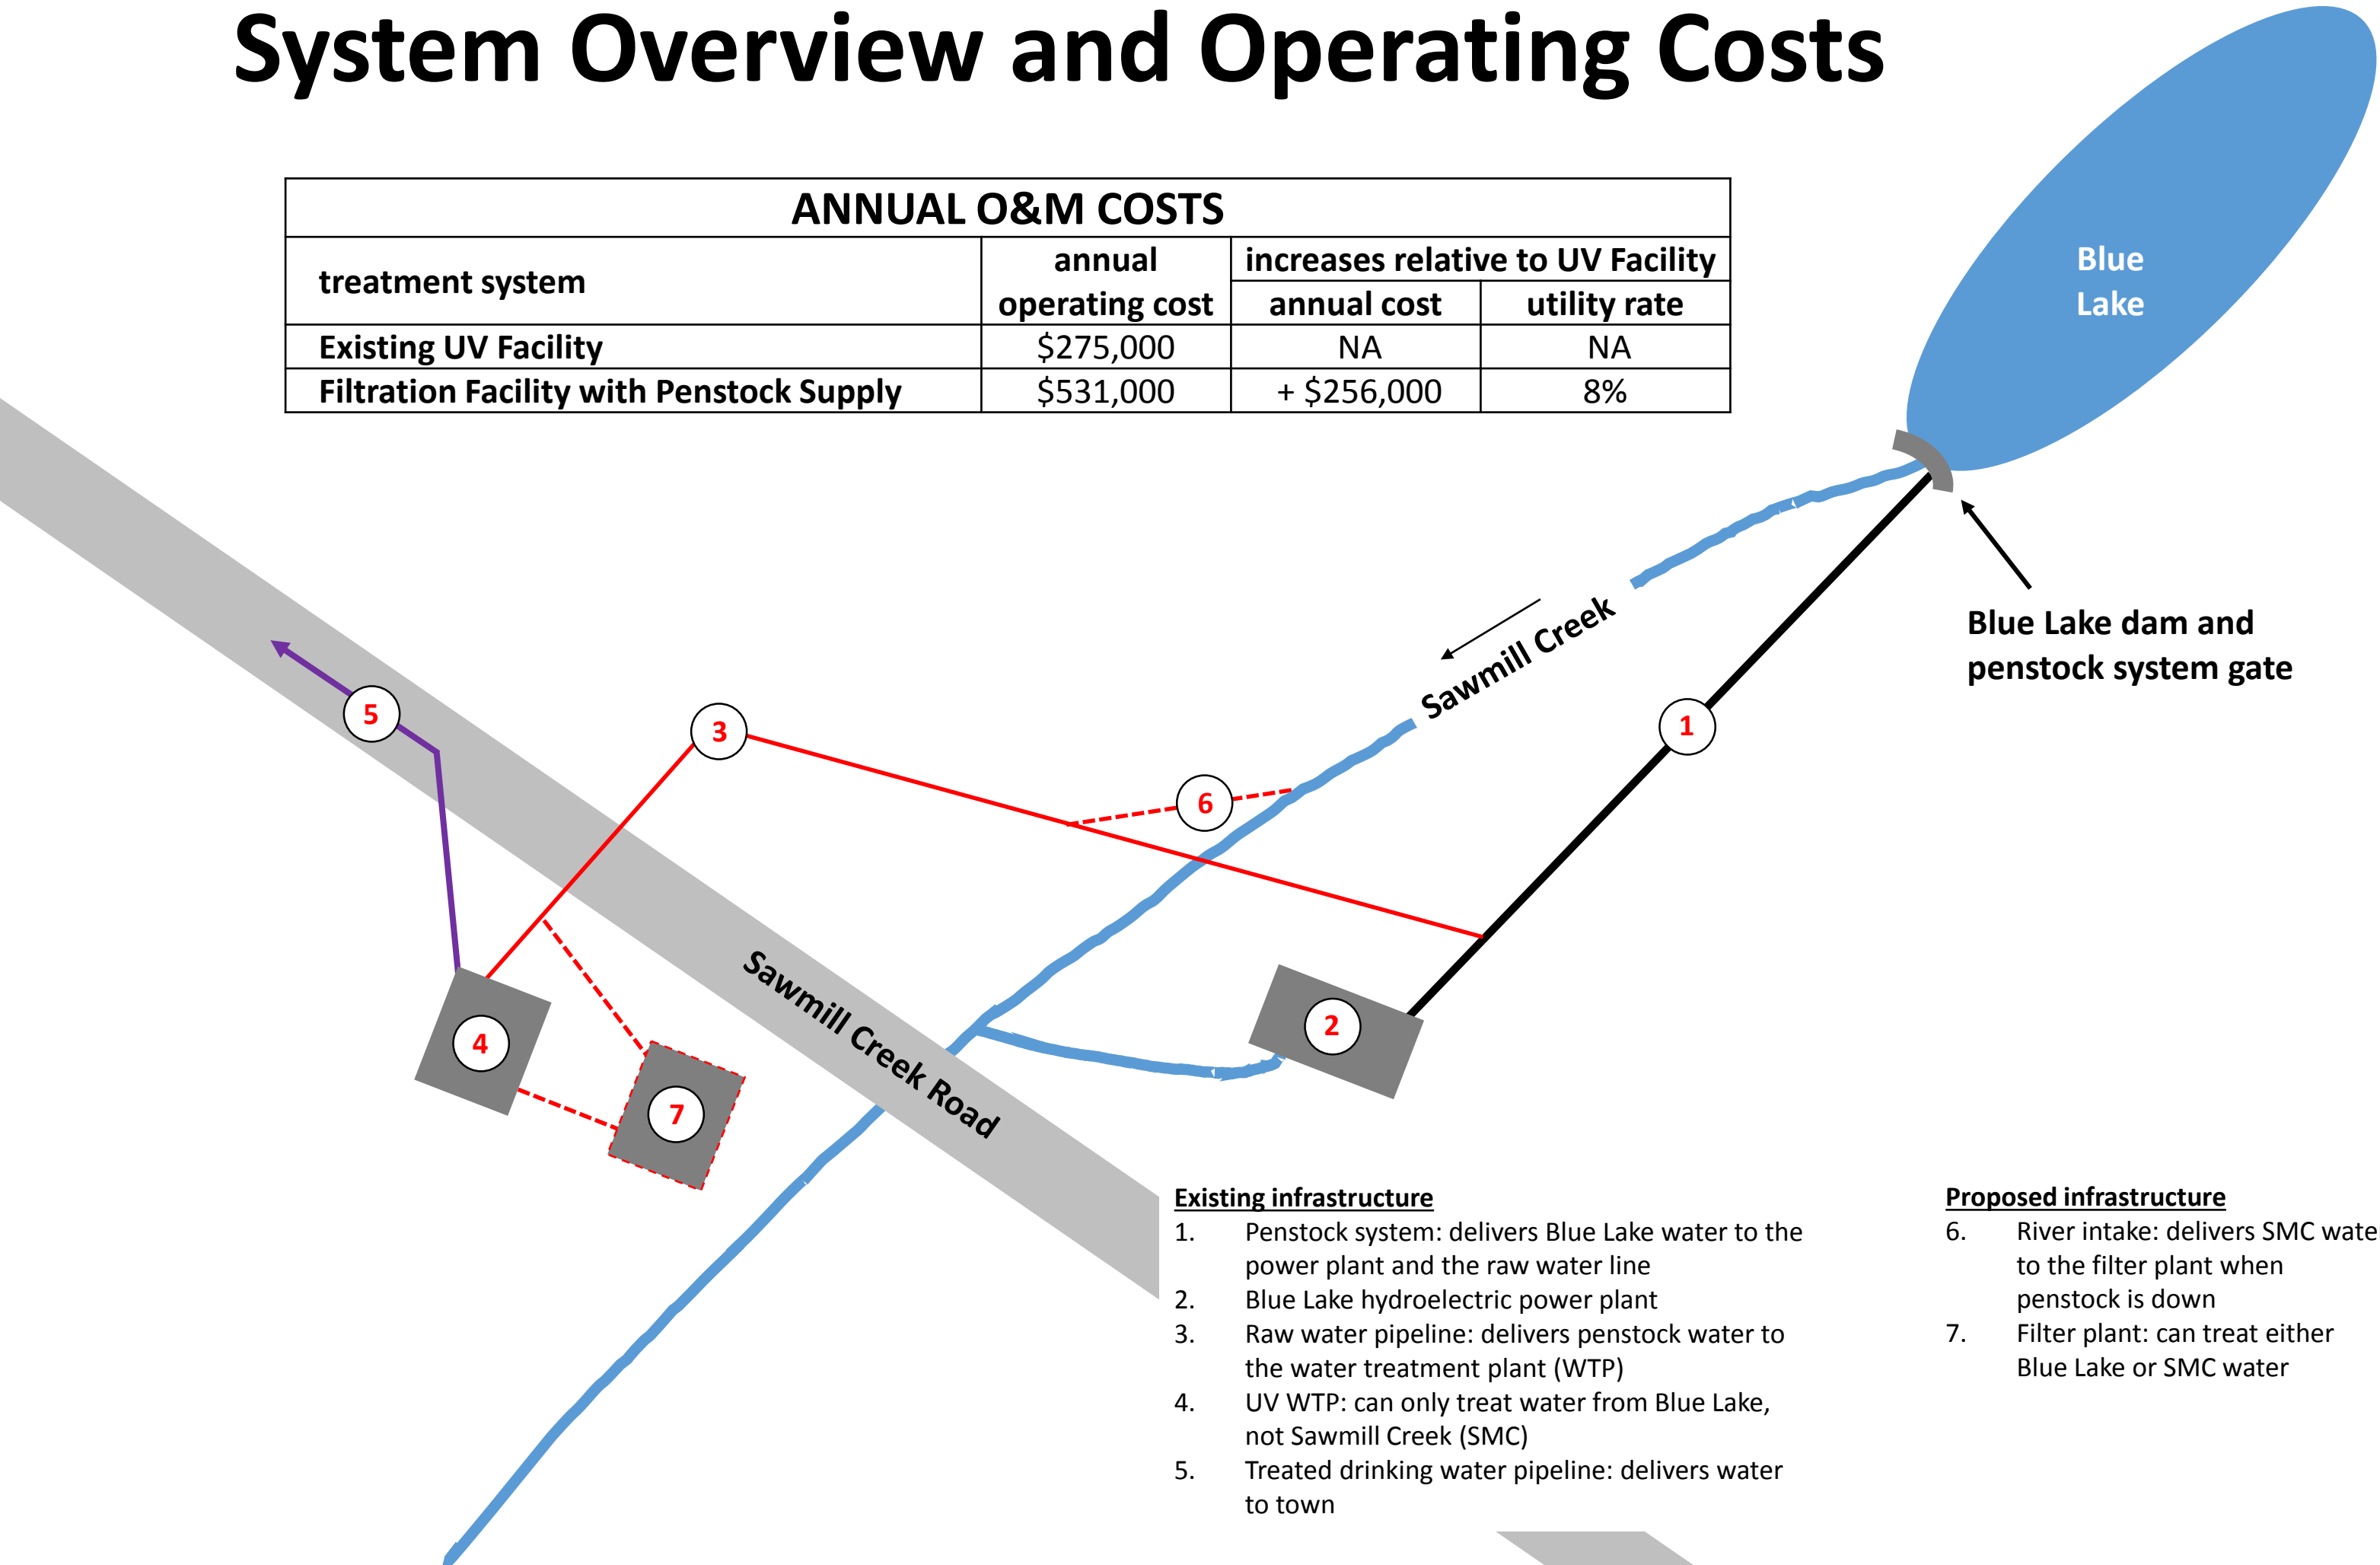 System Overview and Operating Costs
ANNUAL O&M COSTS
treatment system
annual
operating cost
increases relative to UV Facility
annual cost
utility rate
Existing UV Facility
$275,000
NA
NA
Filtration Facility with Penstock Supply
$531,000
+ $256,000
8%
Blue
Lake
Blue Lake dam and
penstock system gate
Sawmill Creek
1
3
5
6
2
4
7
Sawmill Creek Road
Existing infrastructure
1. Penstock system: delivers Blue Lake water to the
power plant and the raw water line
2. Blue Lake hydroelectric power plant
3. Raw water pipeline: delivers penstock water to
the water treatment plant (WTP)
4. UV WTP: can only treat water from Blue Lake,
not Sawmill Creek (SMC)
5. Treated drinking water pipeline: delivers water
to town
Proposed infrastructure
6. River intake: delivers SMC wate
to the filter plant when
penstock is down
7. Filter plant: can treat either
Blue Lake or SMC water